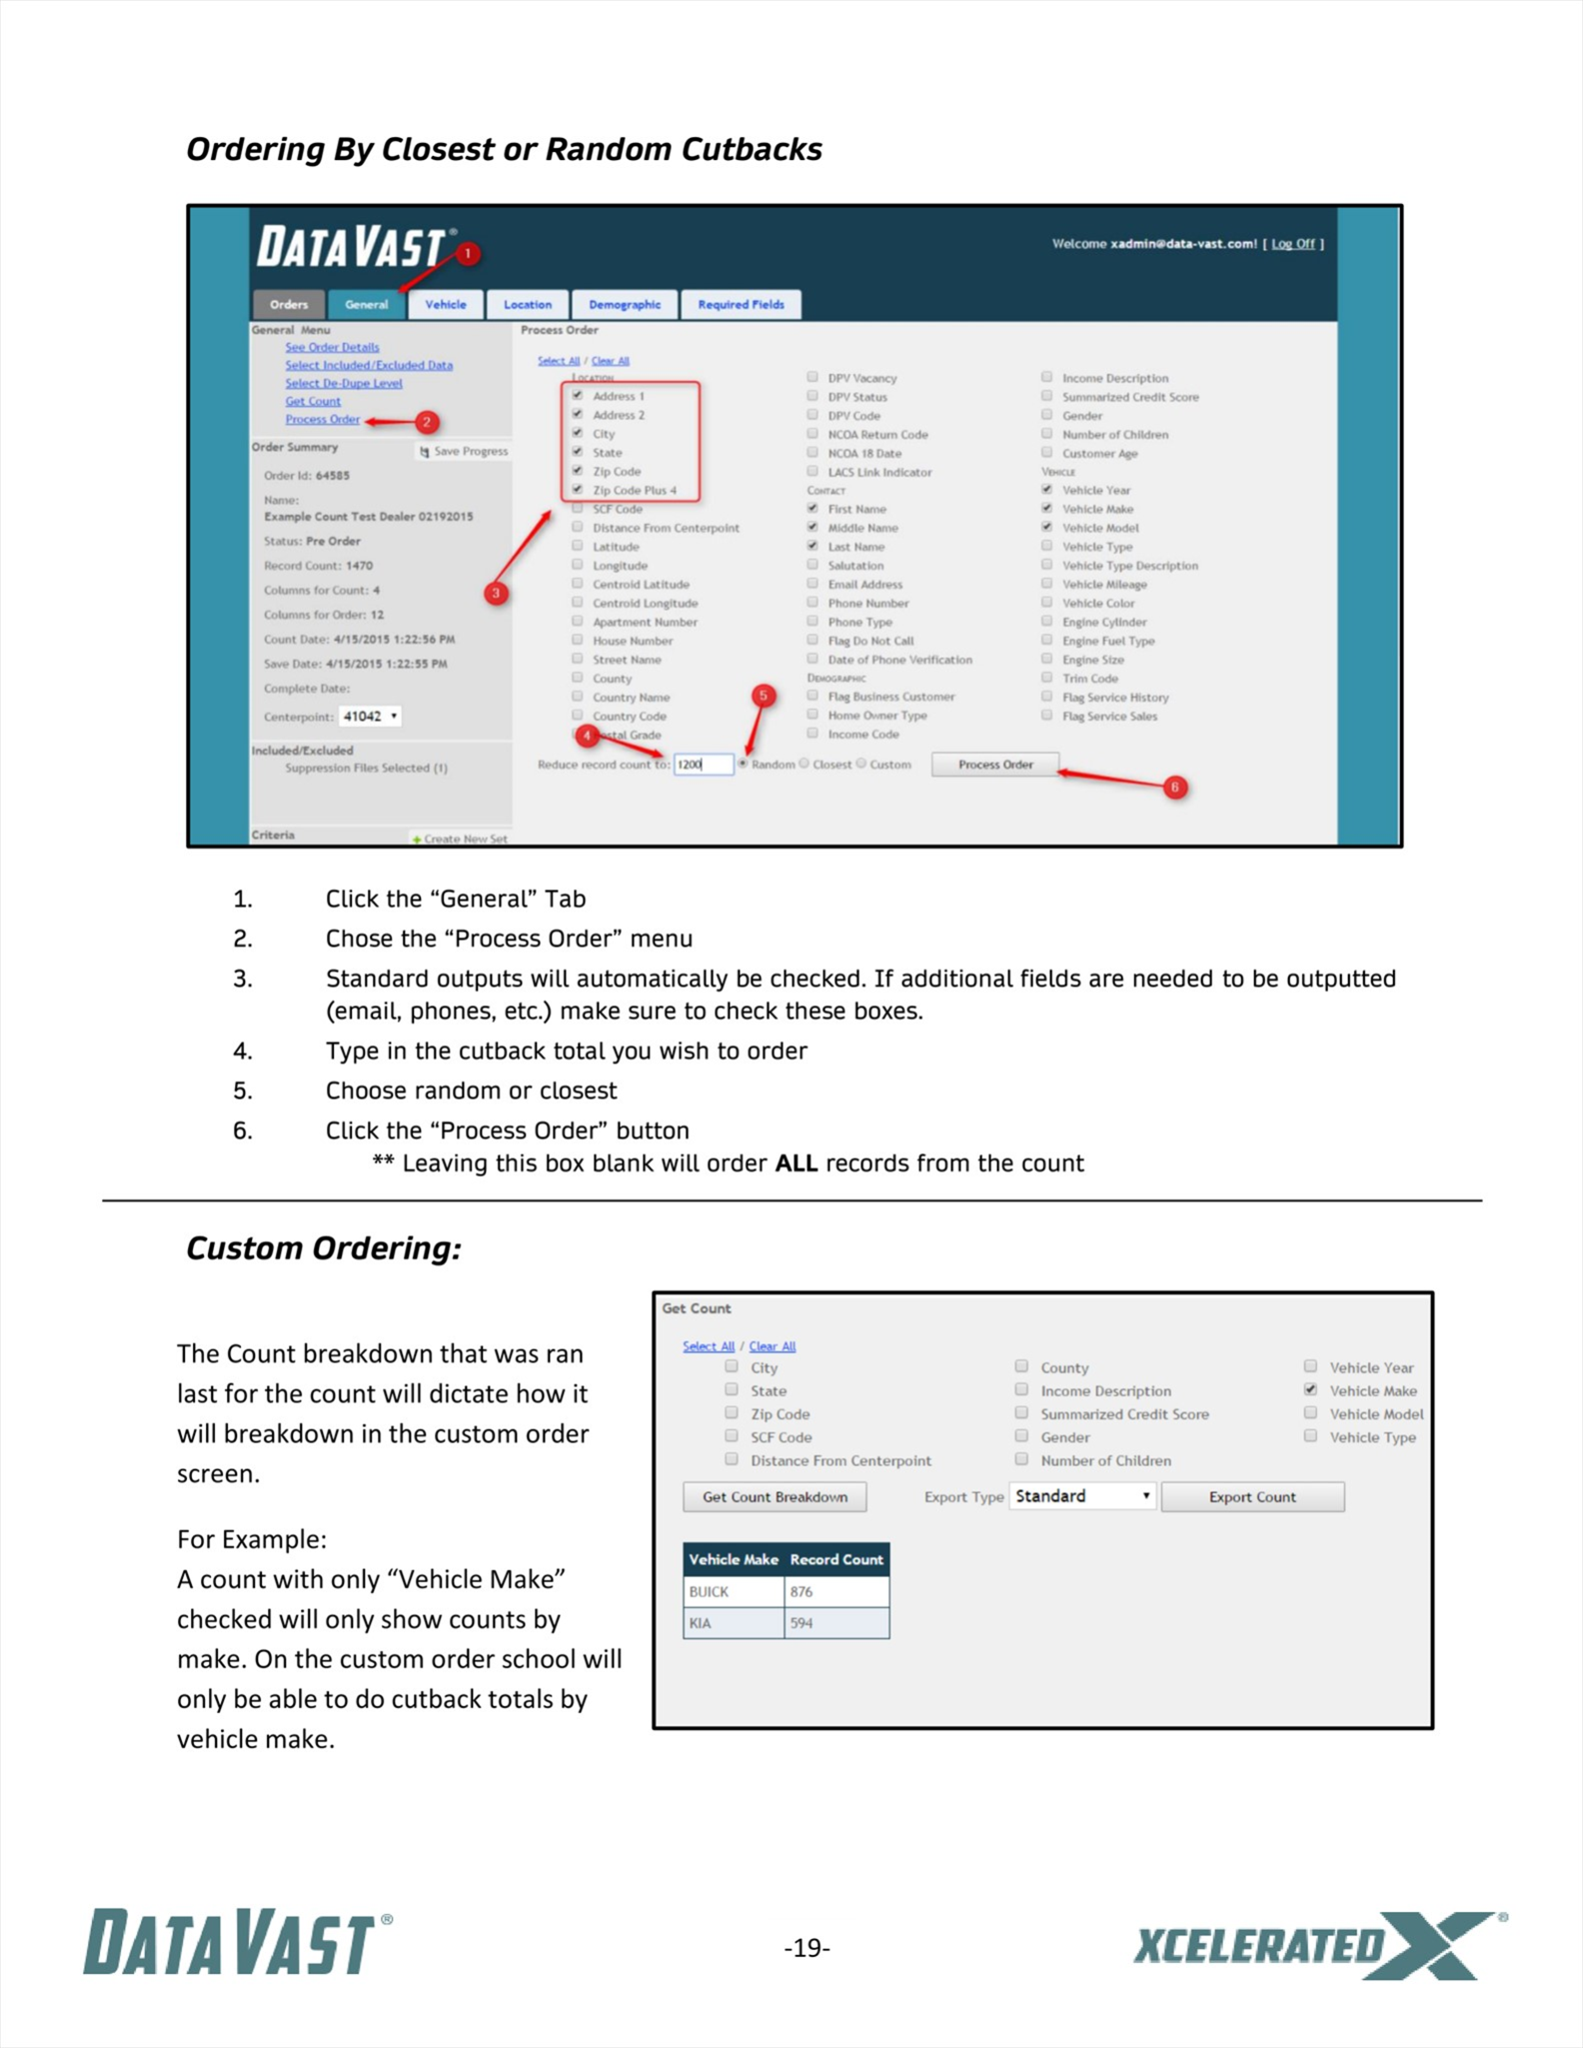 Ordering By Closest or Random Cutbacks
DATAVAST®
1
Welcome xadmin@data-vast.com! [ Log Off ]
Orders General Vehicle Location Demographic Required Fields
General Menu
See Order Details
Select Included/Excluded Data
Select De-Dupe Level
Get Count
Process Order
2
Order Summary
Save Progress
Order Id: 64585
Name:
Example Count Test Dealer 02192015
Status: Pre Order
Record Count: 1470
Columns for Count: 4
Columns for Order: 12
Count Date: 4/15/2015 1:22:56 PM
Save Date: 4/15/2015 1:22:55 PM
Complete Date:
Centerpoint: 41042
Included/Excluded
Suppression Files Selected (1)
Criteria
Create New Set
Process Order
Select All / Clear All
LOCATION
Address 1
Address 2
City
State
Zip Code
Zip Code Plus 4
SCF Code
Distance From Centerpoint
Latitude
Longitude
3
Centroid Latitude
Centroid Longitude
Apartment Number
House Number
Street Name
County
Country Name
Country Code
4
Postal Grade
DPV Vacancy
DPV Status
DPV Code
NCOA Return Code
NCOA 18 Date
LACS Link Indicator
CONTACT
First Name
Middle Name
Last Name
Salutation
Email Address
Phone Number
Phone Type
Flag Do Not Call
Date of Phone Verification
DEMOGRAPHIC
Flag Business Customer
Home Owner Type
Income Code
5
Income Description
Summarized Credit Score
Gender
Number of Children
Customer Age
VEHICLE
Vehicle Year
Vehicle Make
Vehicle Model
Vehicle Type
Vehicle Type Description
Vehicle Mileage
Vehicle Color
Engine Cylinder
Engine Fuel Type
Engine Size
Trim Code
Flag Service History
Flag Service Sales
Reduce record count to: 1200 Random Closest Custom Process Order
6
1. Click the “General” Tab
2. Chose the “Process Order” menu
3. Standard outputs will automatically be checked. If additional fields are needed to be outputted
(email, phones, etc.) make sure to check these boxes.
4. Type in the cutback total you wish to order
5. Choose random or closest
6. Click the “Process Order” button
** Leaving this box blank will order ALL records from the count
Custom Ordering:
The Count breakdown that was ran
last for the count will dictate how it
will breakdown in the custom order
screen.
For Example:
A count with only “Vehicle Make”
checked will only show counts by
make. On the custom order school will
only be able to do cutback totals by
vehicle make.
Get Count
Select All / Clear All
City County Vehicle Year
State Income Description Vehicle Make
Zip Code Summarized Credit Score Vehicle Model
SCF Code Gender Vehicle Type
Distance From Centerpoint Number of Children
Get Count Breakdown Export Type Standard Export Count
Vehicle Make Record Count
BUICK 876
KIA 594
DATAVAST®
-19-
XCELERATED X®